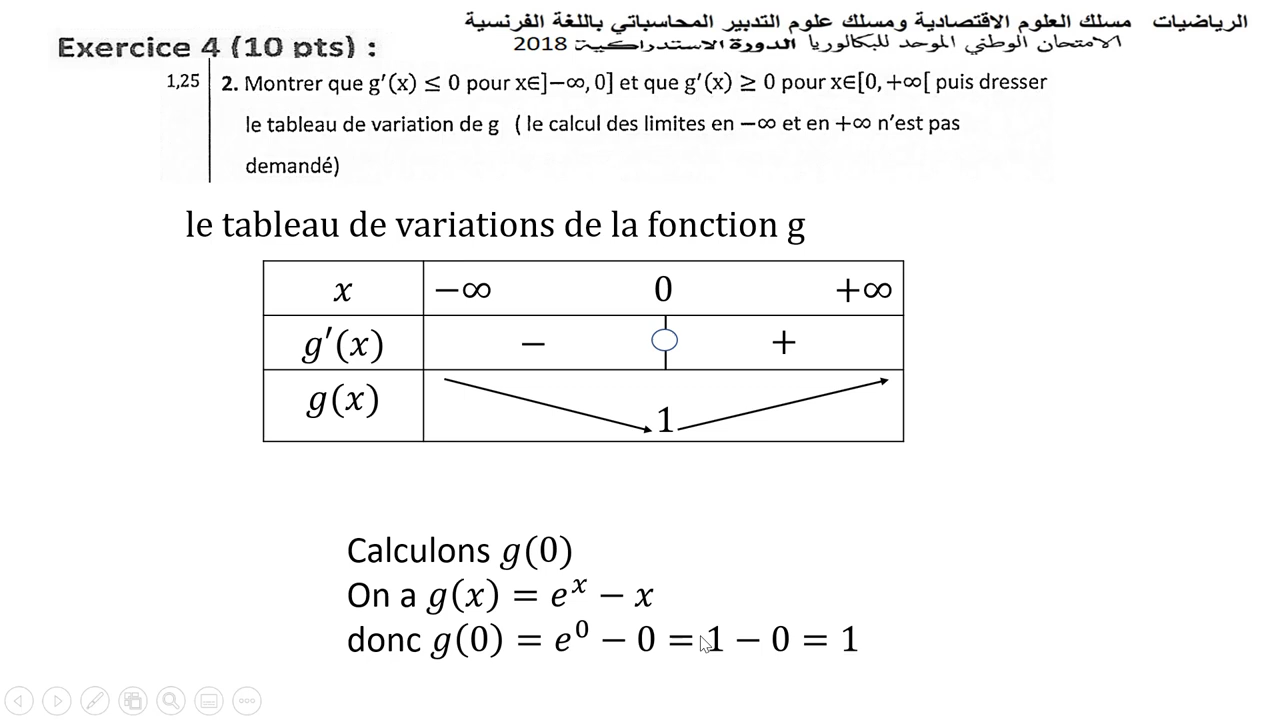 الرياضيات مسلك العلوم الاقتصادية ومسلك علوم التدبير المحاسباتي باللغة الفرنسية
الامتحان الوطني الموحد للبكالوريا الدورة الاستدراكية 2018
Exercice 4 (10 pts) :
1,25 2. Montrer que g′(x) ≤ 0 pour x∈]−∞, 0] et que g′(x) ≥ 0 pour x∈[0, +∞[ puis dresser
le tableau de variation de g ( le calcul des limites en −∞ et en +∞ n’est pas
demandé)
le tableau de variations de la fonction g
x −∞ 0 +∞
g′(x) − +
g(x) 1
Calculons g(0)
On a g(x) = eˣ − x
donc g(0) = e⁰ − 0 = 1 − 0 = 1